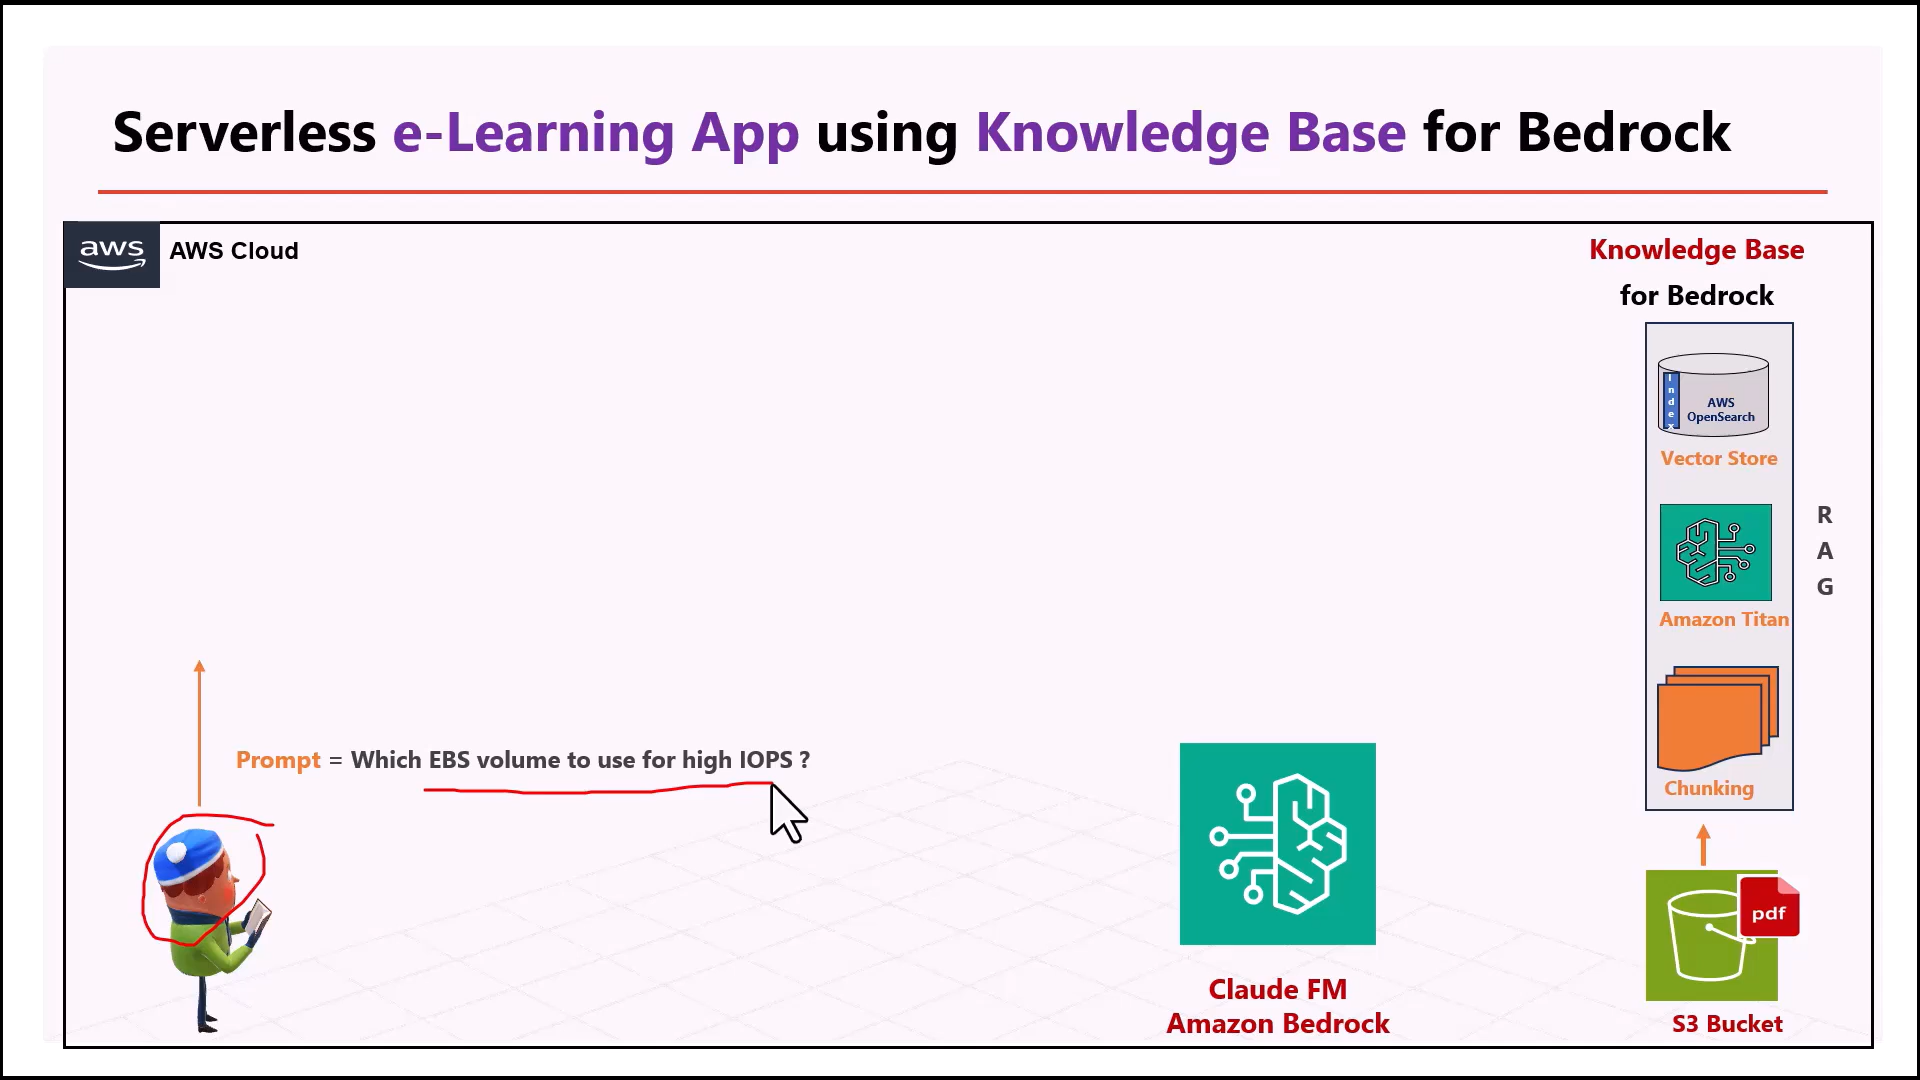 Serverless e-Learning App using Knowledge Base for Bedrock
aws
AWS Cloud
Knowledge Base
for Bedrock
Index
AWS
OpenSearch
Vector Store
RAG
Amazon Titan
Prompt = Which EBS volume to use for high IOPS ?
Chunking
pdf
Claude FM
Amazon Bedrock
S3 Bucket